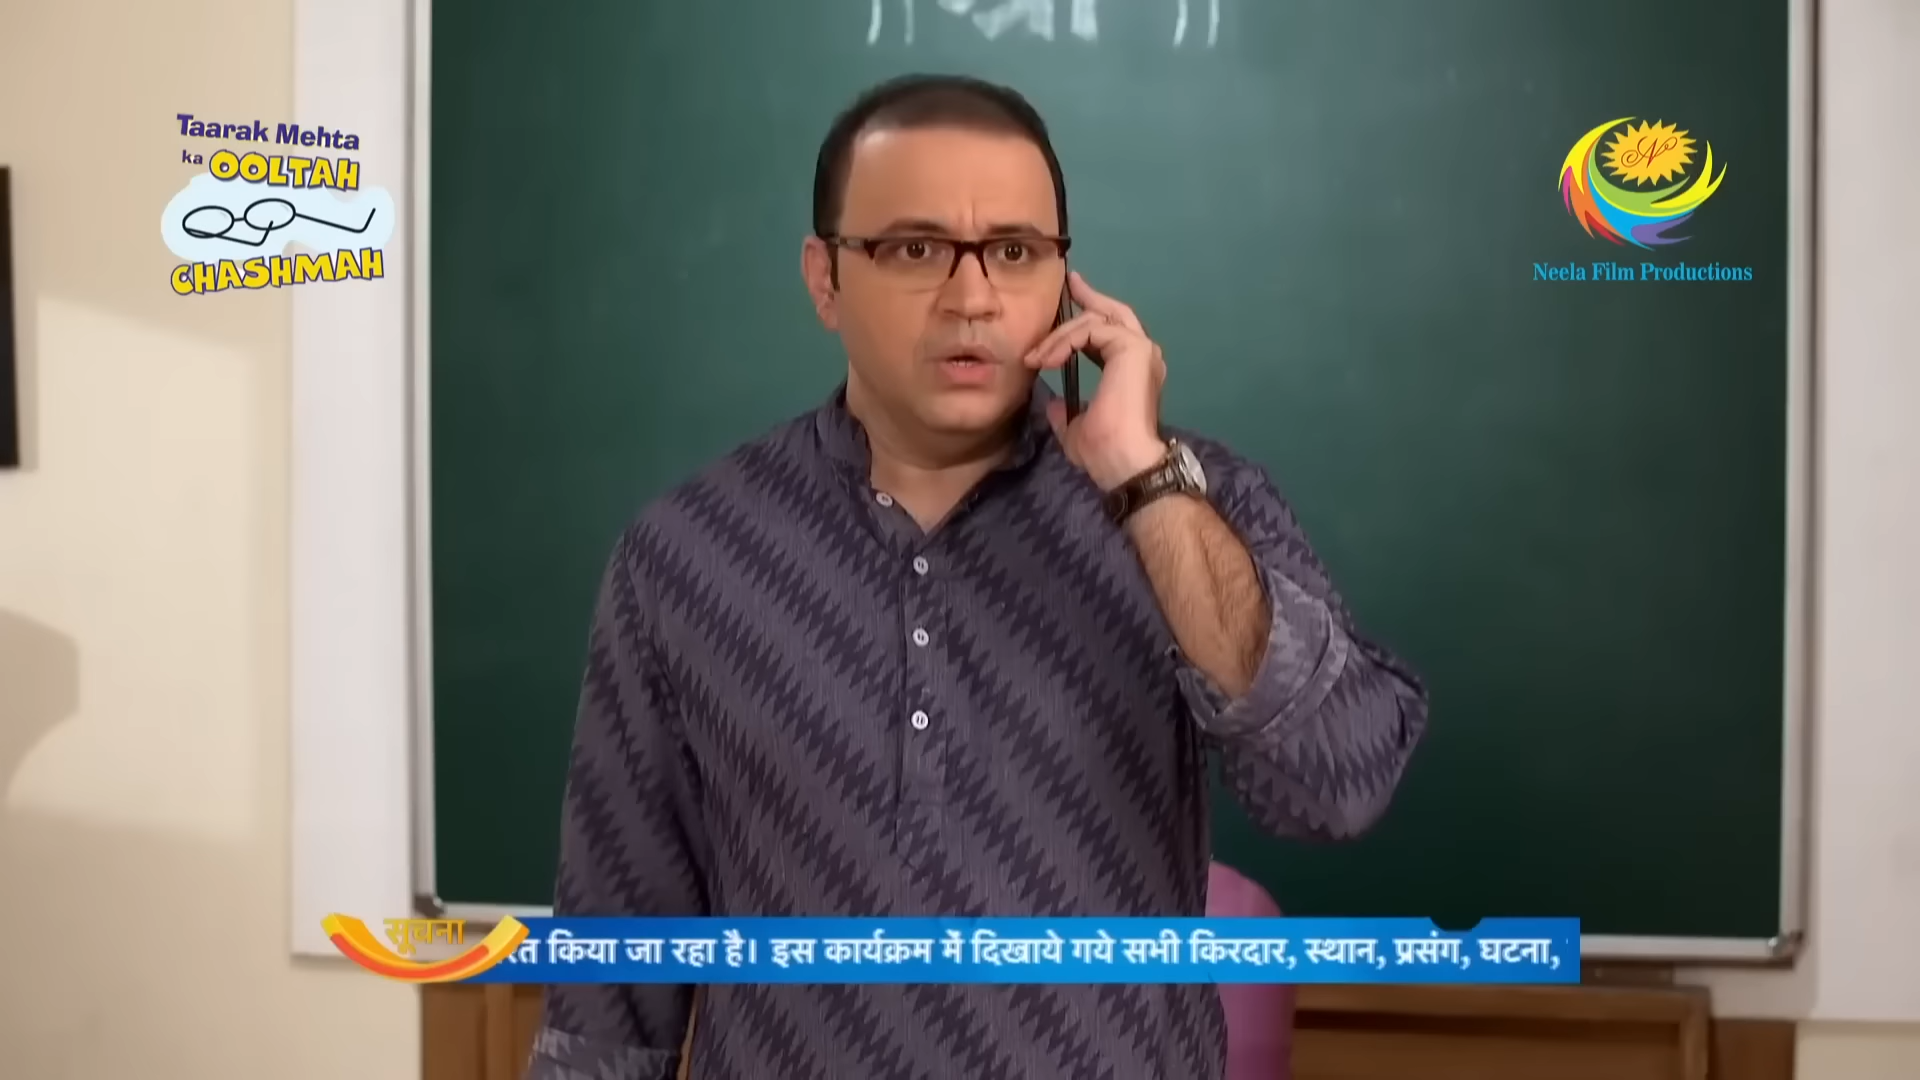 Taarak Mehta
ka OOLTAH
CHASHMAH
N
Neela Film Productions
श्री
सूचना
किया जा रहा है। इस कार्यक्रम में दिखाये गये सभी किरदार, स्थान, प्रसंग, घटना,